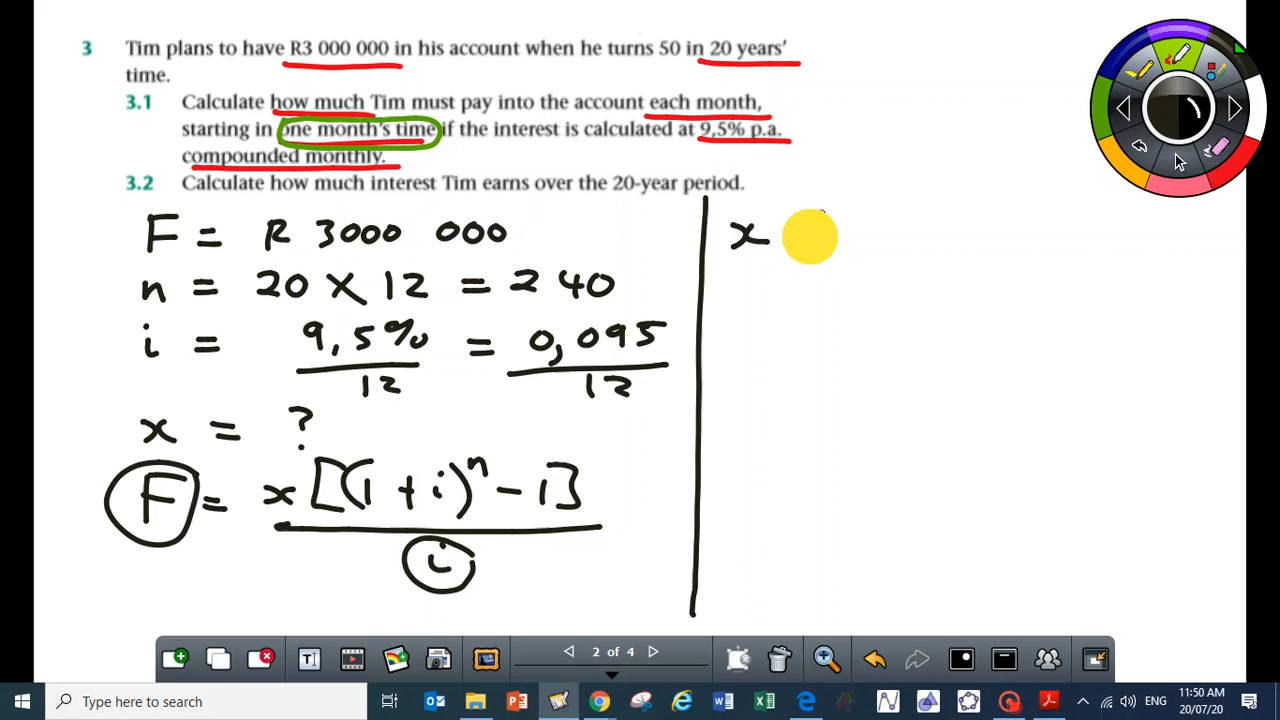 3 Tim plans to have R3 000 000 in his account when he turns 50 in 20 years'
time.
3.1 Calculate how much Tim must pay into the account each month,
starting in one month's time if the interest is calculated at 9,5% p.a.
compounded monthly.
3.2 Calculate how much interest Tim earns over the 20-year period.
F = R 3000 000
n = 20 × 12 = 240
i = 9,5%/12 = 0,095/12
x = ?
F = x[(1 + i)^n - 1]
i
x
2 of 4
Type here to search
ENG
11:50 AM
20/07/20